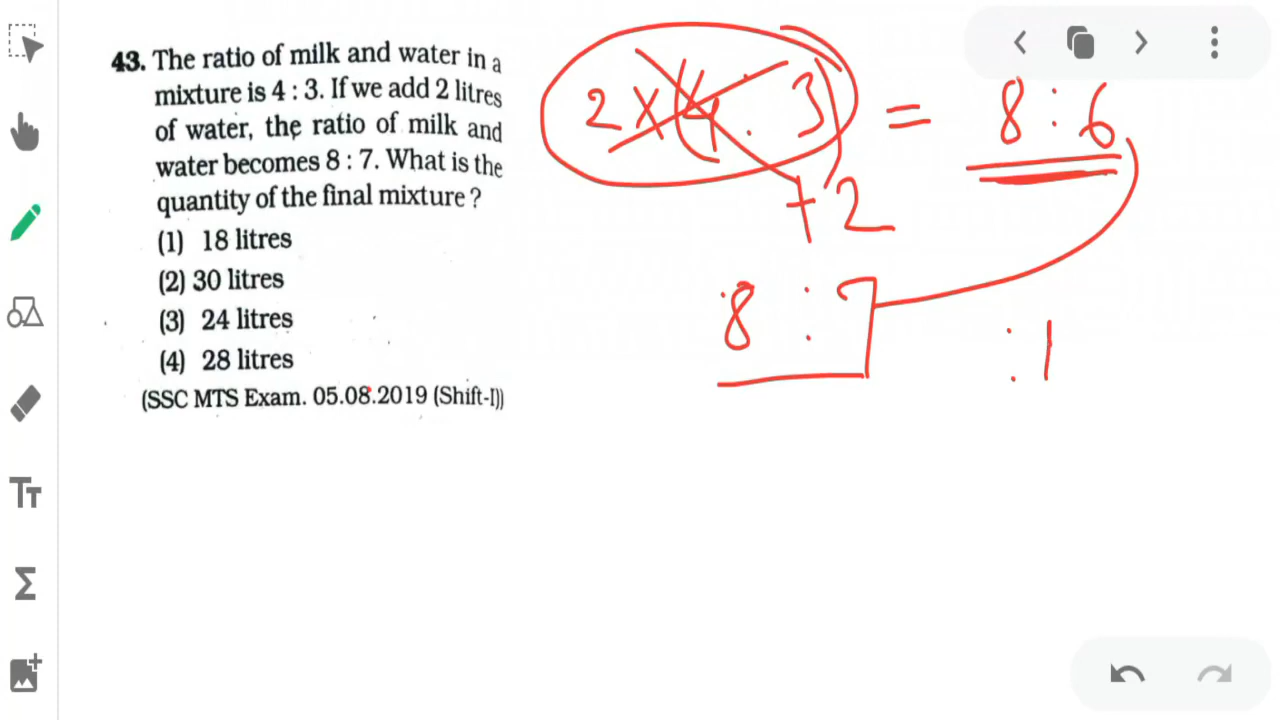 43. The ratio of milk and water in a
mixture is 4 : 3. If we add 2 litres
of water, the ratio of milk and
water becomes 8 : 7. What is the
quantity of the final mixture ?
(1) 18 litres
(2) 30 litres
(3) 24 litres
(4) 28 litres
(SSC MTS Exam. 05.08.2019 (Shift-I))
2 x (4 : 3) = 8 : 6
+2
8 : 7
: 1
Tт
Σ